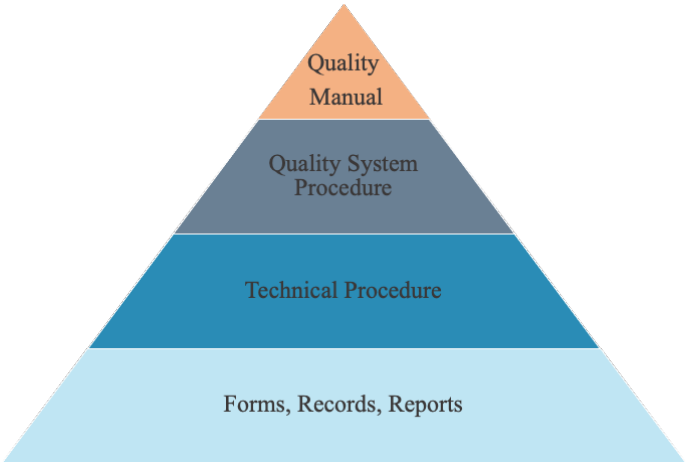 Quality
Manual
Quality System
Procedure
Technical Procedure
Forms, Records, Reports